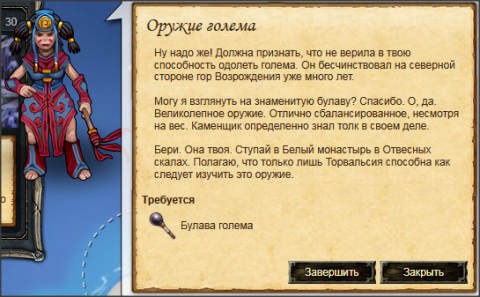 30
Оружие голема
Ну надо же! Должна признать, что не верила в твою
способность одолеть голема. Он бесчинствовал на северной
стороне гор Возрождения уже много лет.
Могу я взглянуть на знаменитую булаву? Спасибо. О, да.
Великолепное оружие. Отлично сбалансированное, несмотря
на вес. Каменщик определенно знал толк в своем деле.
Бери. Она твоя. Ступай в Белый монастырь в Отвесных
скалах. Полагаю, что только лишь Торвальсия способна как
следует изучить это оружие.
Требуется
Булава голема
Завершить
Закрыть